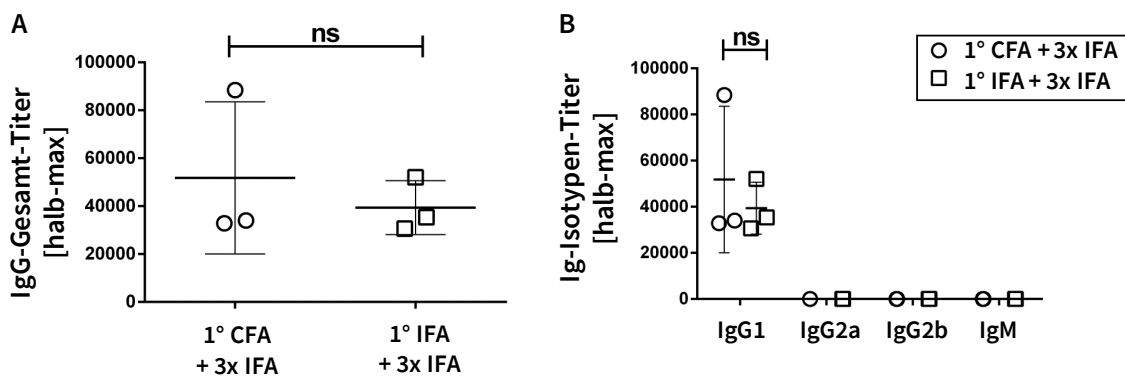 A
ns
IgG-Gesamt-Titer
[halb-max]
100000
80000
60000
40000
20000
0
1° CFA
+ 3x IFA
1° IFA
+ 3x IFA
B
ns
1° CFA + 3x IFA
1° IFA + 3x IFA
Ig-Isotypen-Titer
[halb-max]
100000
80000
60000
40000
20000
0
IgG1 IgG2a IgG2b IgM